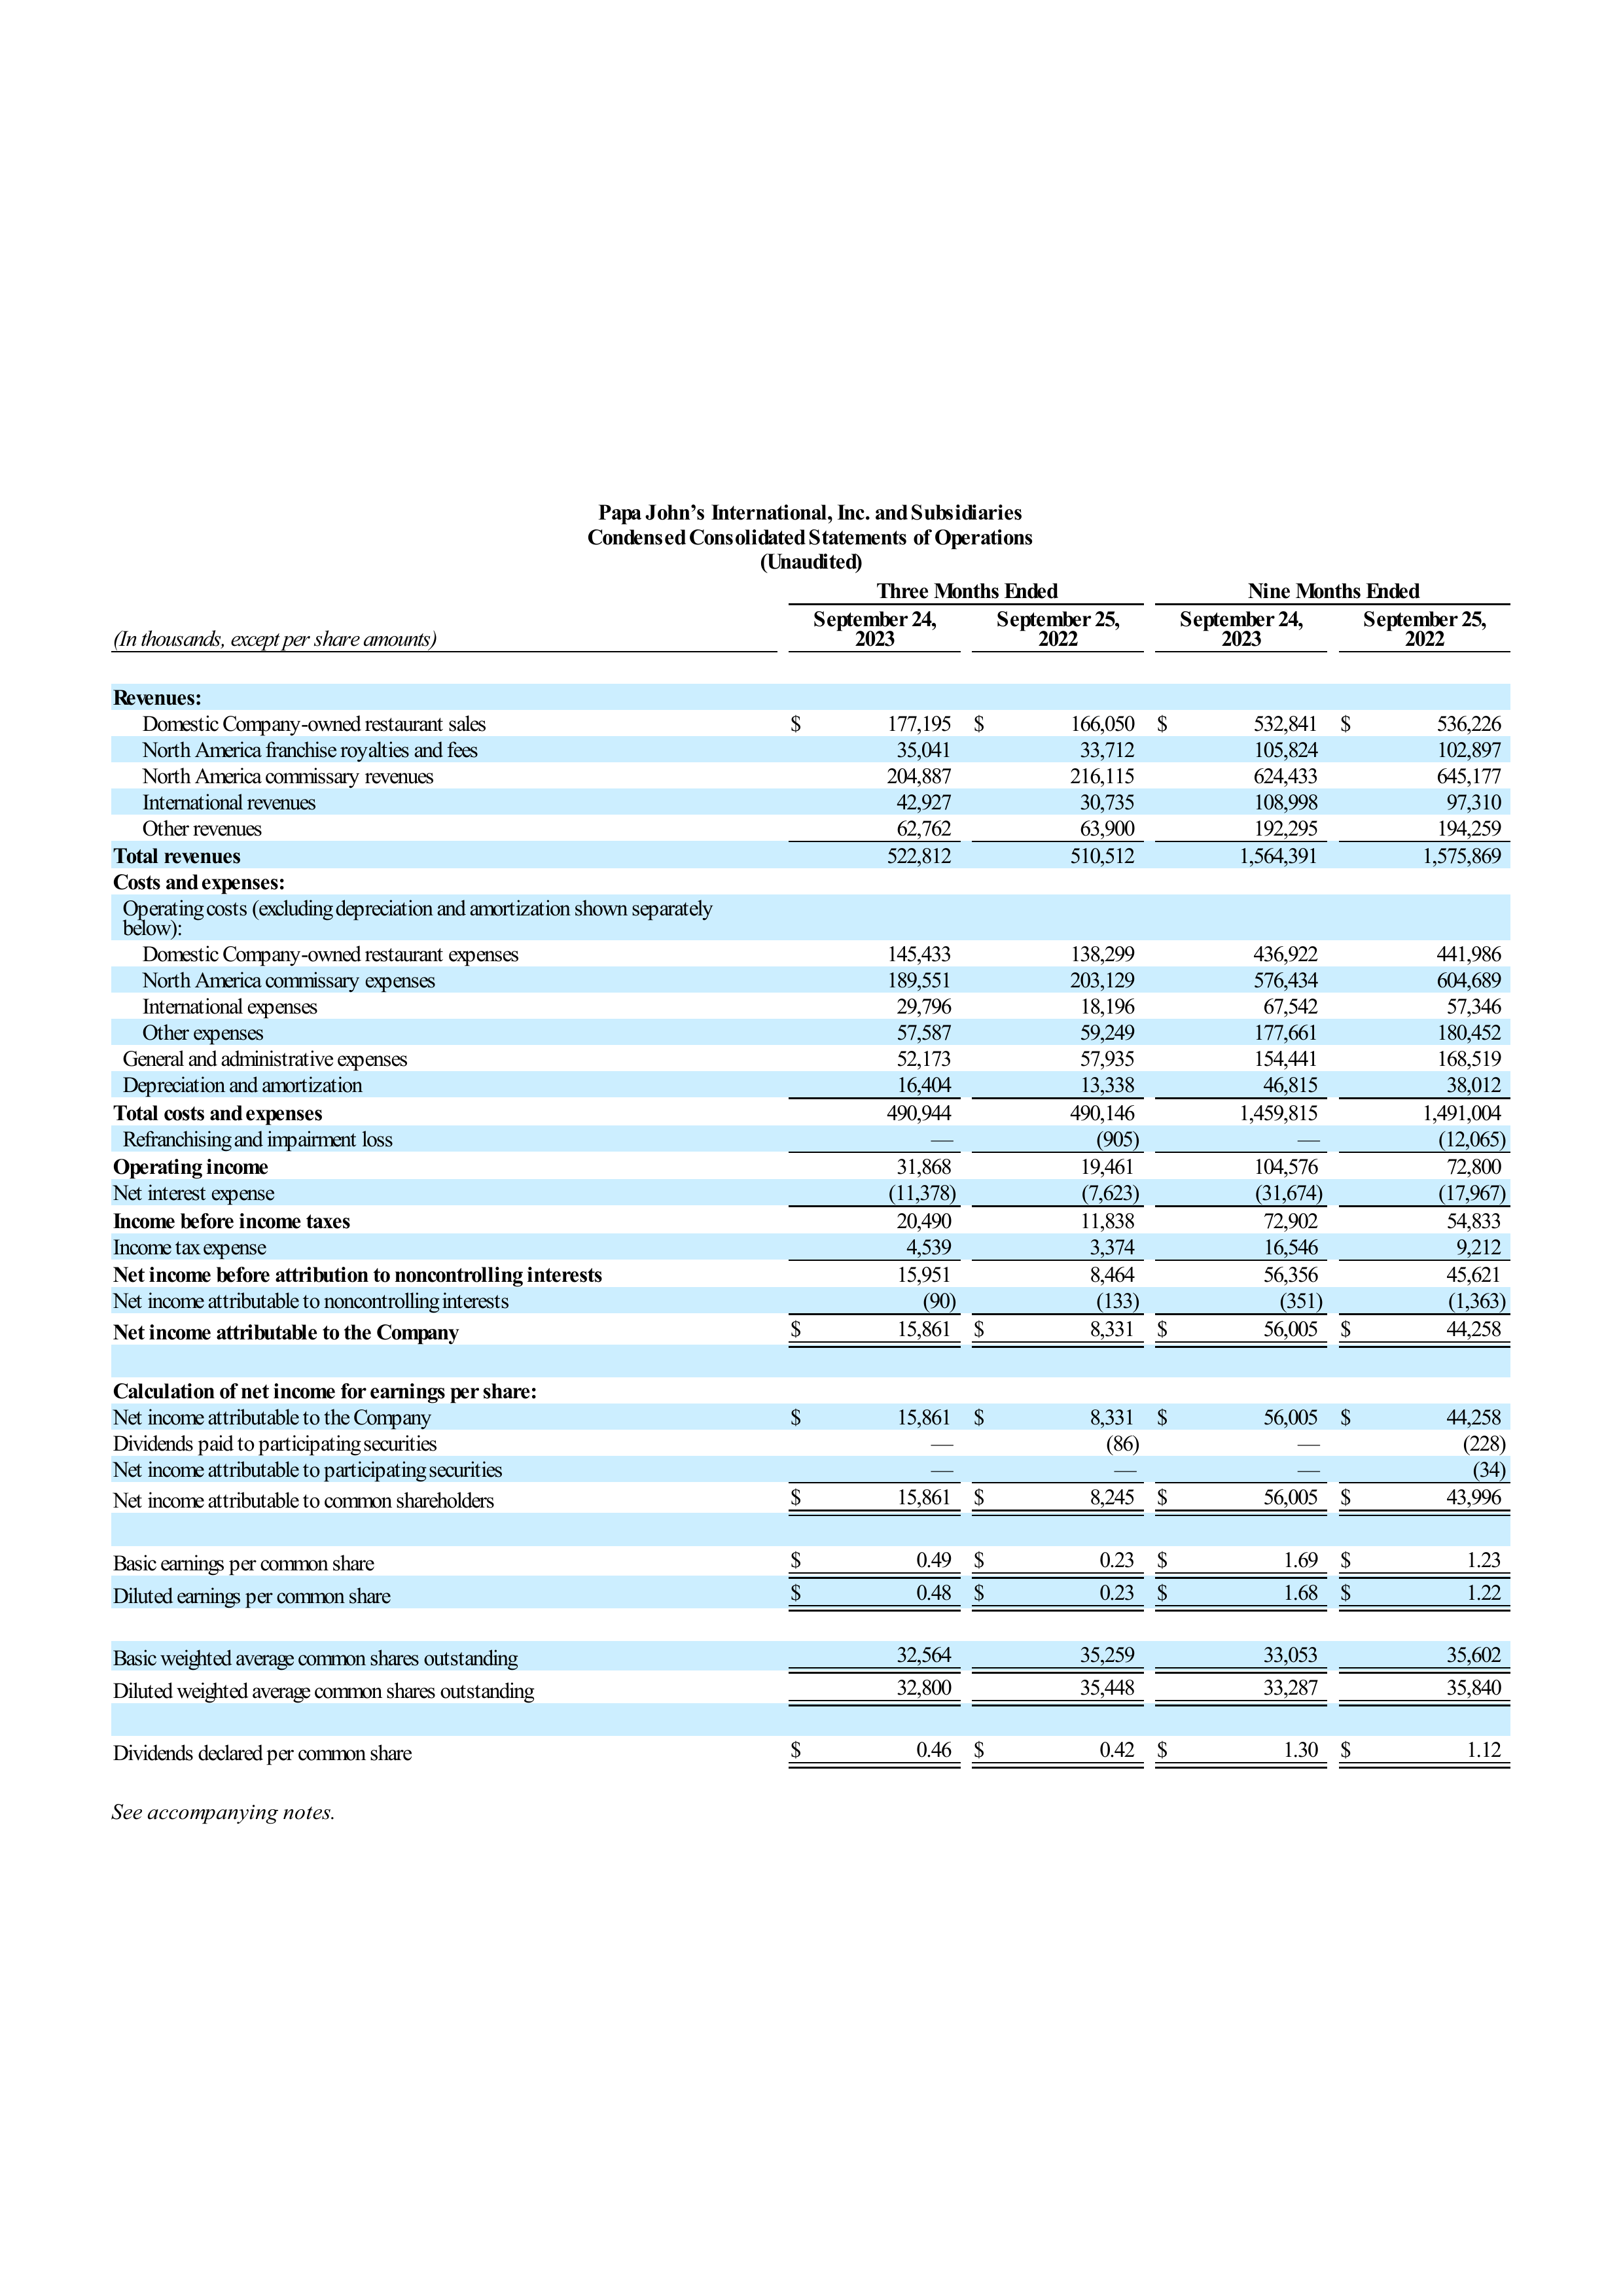 Papa John’s International, Inc. and Subsidiaries
Condensed Consolidated Statements of Operations
(Unaudited)
Three Months Ended Nine Months Ended
(In thousands, except per share amounts) September 24, 2023 September 25, 2022 September 24, 2023 September 25, 2022
Revenues:
Domestic Company-owned restaurant sales $ 177,195 $ 166,050 $ 532,841 $ 536,226
North America franchise royalties and fees 35,041 33,712 105,824 102,897
North America commissary revenues 204,887 216,115 624,433 645,177
International revenues 42,927 30,735 108,998 97,310
Other revenues 62,762 63,900 192,295 194,259
Total revenues 522,812 510,512 1,564,391 1,575,869
Costs and expenses:
Operating costs (excluding depreciation and amortization shown separately
below):
Domestic Company-owned restaurant expenses 145,433 138,299 436,922 441,986
North America commissary expenses 189,551 203,129 576,434 604,689
International expenses 29,796 18,196 67,542 57,346
Other expenses 57,587 59,249 177,661 180,452
General and administrative expenses 52,173 57,935 154,441 168,519
Depreciation and amortization 16,404 13,338 46,815 38,012
Total costs and expenses 490,944 490,146 1,459,815 1,491,004
Refranchising and impairment loss — (905) — (12,065)
Operating income 31,868 19,461 104,576 72,800
Net interest expense (11,378) (7,623) (31,674) (17,967)
Income before income taxes 20,490 11,838 72,902 54,833
Income tax expense 4,539 3,374 16,546 9,212
Net income before attribution to noncontrolling interests 15,951 8,464 56,356 45,621
Net income attributable to noncontrolling interests (90) (133) (351) (1,363)
Net income attributable to the Company $ 15,861 $ 8,331 $ 56,005 $ 44,258
Calculation of net income for earnings per share:
Net income attributable to the Company $ 15,861 $ 8,331 $ 56,005 $ 44,258
Dividends paid to participating securities — (86) — (228)
Net income attributable to participating securities — — — (34)
Net income attributable to common shareholders $ 15,861 $ 8,245 $ 56,005 $ 43,996
Basic earnings per common share $ 0.49 $ 0.23 $ 1.69 $ 1.23
Diluted earnings per common share $ 0.48 $ 0.23 $ 1.68 $ 1.22
Basic weighted average common shares outstanding 32,564 35,259 33,053 35,602
Diluted weighted average common shares outstanding 32,800 35,448 33,287 35,840
Dividends declared per common share $ 0.46 $ 0.42 $ 1.30 $ 1.12
See accompanying notes.